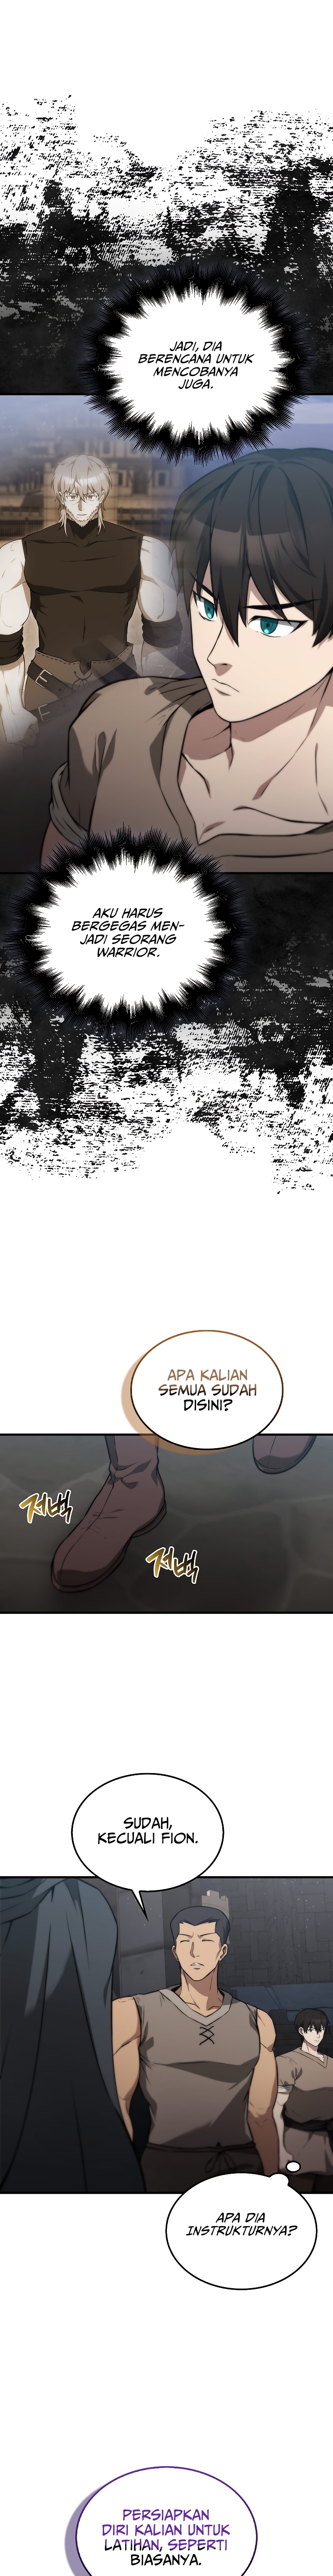 JADI, DIA
BERENCANA UNTUK
MENCOBANYA
JUGA.
AKU HARUS
BERGEGAS MEN-
JADI SEORANG
WARRIOR.
APA KALIAN
SEMUA SUDAH
DISINI?
저벅
저벅
SUDAH,
KECUALI FION.
APA DIA
INSTRUKTURNYA?
PERSIAPKAN
DIRI KALIAN UNTUK
LATIHAN, SEPERTI
BIASANYA.